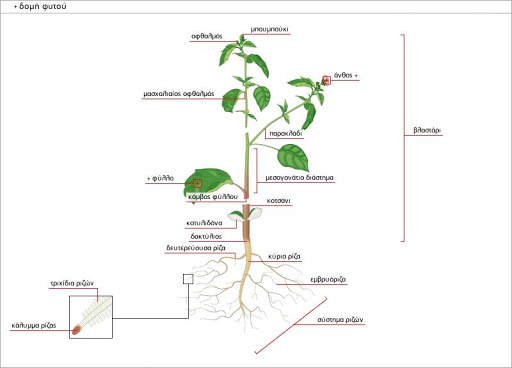 + δομή φυτού
μπουμπούκι
οφθαλμός
άνθος +
μασχαλιαίος οφθαλμός
παρακλάδι
βλαστάρι
+ φύλλο
μεσογονάτιο διάστημα
κόμβος φύλλου
κοτσάνι
κοτυλιδόνα
δακτύλιος
δευτερεύουσα ρίζα
κύρια ρίζα
εμβρυόριζα
τριχίδια ριζών
σύστημα ριζών
κάλυμμα ρίζας